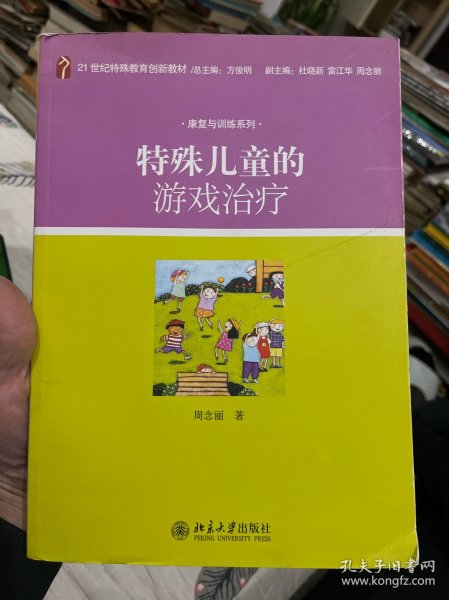 21世纪特殊教育创新教材/总主编：方俊明 副主编：杜晓新 雷江华 周念丽
·康复与训练系列·
特殊儿童的
游戏治疗
周念丽 著
北京大学出版社
PEKING UNIVERSITY PRESS
孔夫子旧书网
www.kongfz.com